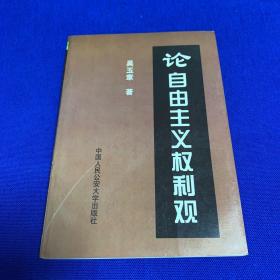 论自由主义权利观
吴玉章 著
中国人民公安大学出版社